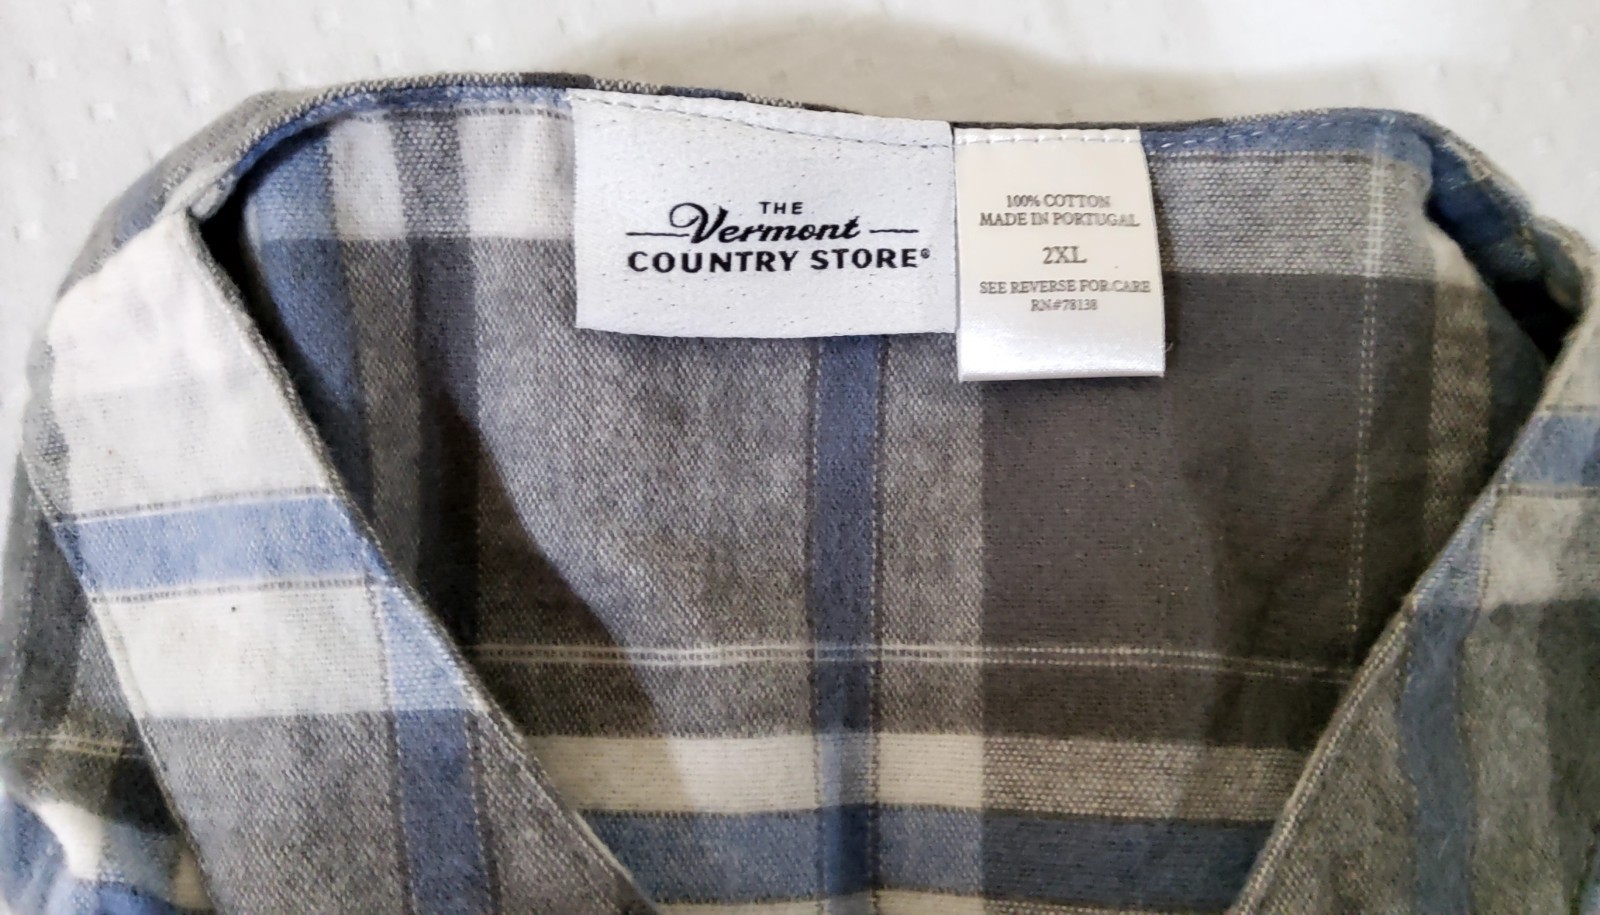 THE
Vermont
COUNTRY STORE®
100% COTTON
MADE IN PORTUGAL
2XL
SEE REVERSE FOR CARE
RN#78138